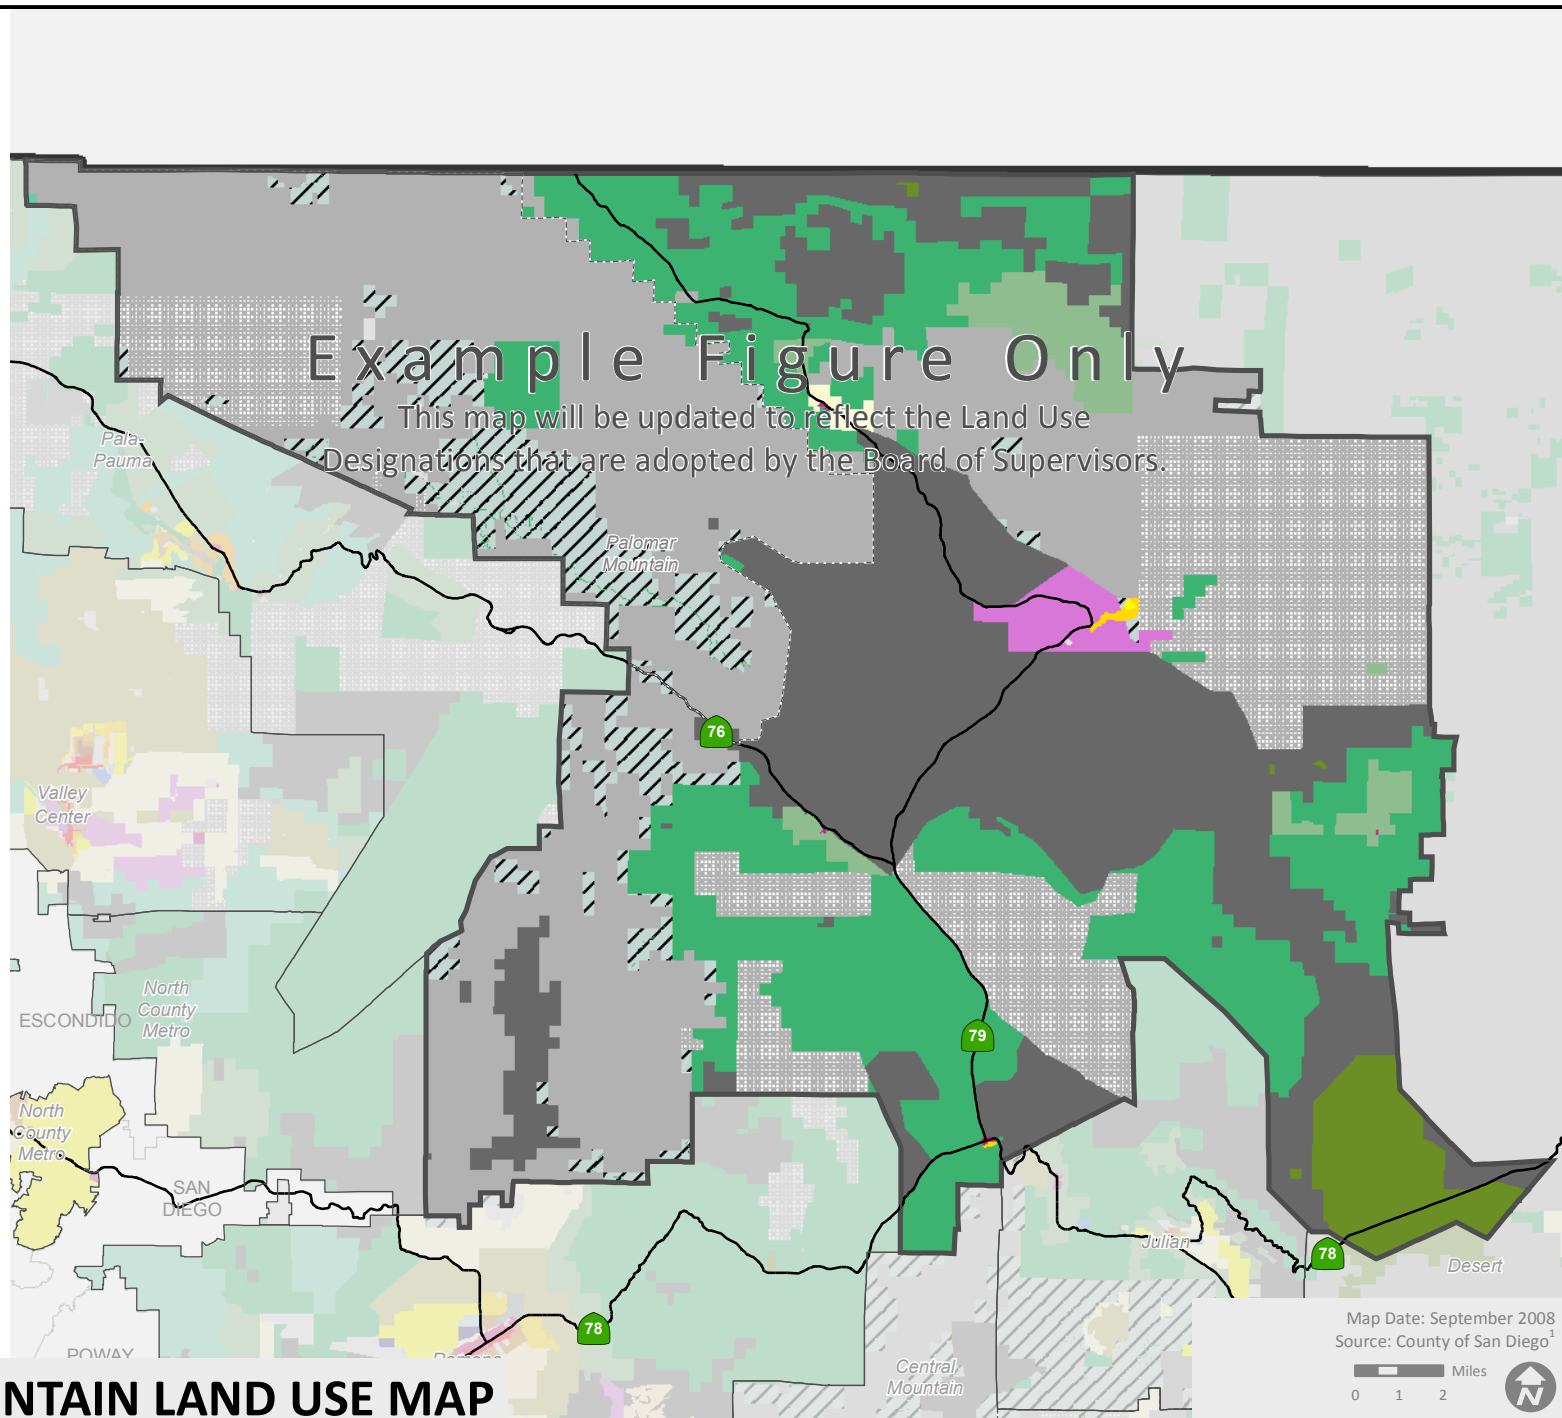 Example Figure Only
This map will be updated to reflect the Land Use
Designations that are adopted by the Board of Supervisors.
Pala-
Pauma
Palomar
Mountain
76
Valley
Center
North
County
Metro
ESCONDIDO
79
North
County
Metro
SAN
DIEGO
Julian
78
Desert
78
POWAY
Ramona
Central
Mountain
Map Date: September 2008
Source: County of San Diego1
Miles
0 1 2
N
NTAIN LAND USE MAP